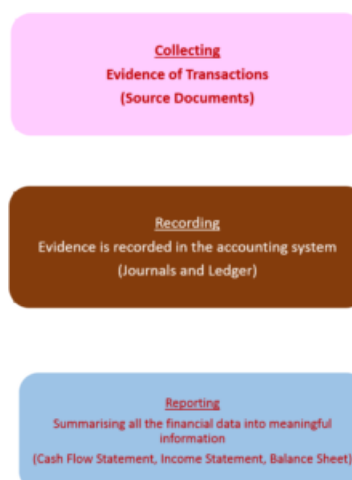 Collecting
Evidence of Transactions
(Source Documents)
Recording
Evidence is recorded in the accounting system
(Journals and Ledger)
Reporting
Summarising all the financial data into meaningful
information
(Cash Flow Statement, Income Statement, Balance Sheet)